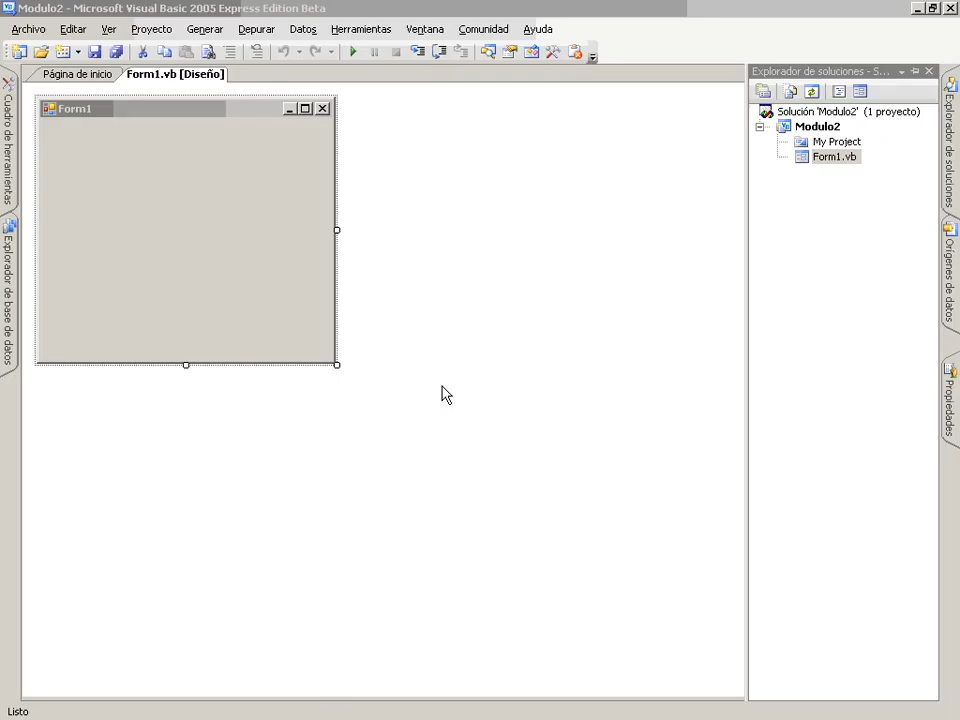 Modulo2 - Microsoft Visual Basic 2005 Express Edition Beta
Archivo Editar Ver Proyecto Generar Depurar Datos Herramientas Ventana Comunidad Ayuda
Página de inicio Form1.vb [Diseño]
Explorador de soluciones - S...
Form1
Solución 'Modulo2' (1 proyecto)
Modulo2
My Project
Form1.vb
Cuadro de herramientas
Explorador de base de datos
Explorador de soluciones
Orígenes de datos
Propiedades
Listo